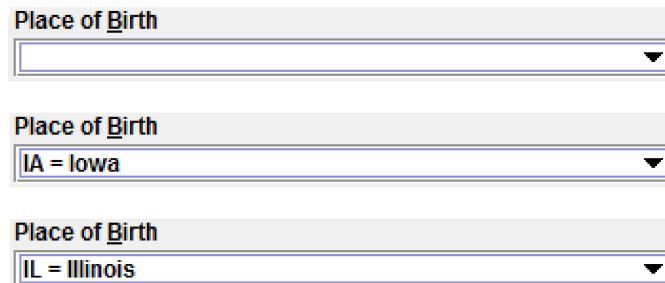 Place of Birth
Place of Birth
IA = Iowa
Place of Birth
IL = Illinois